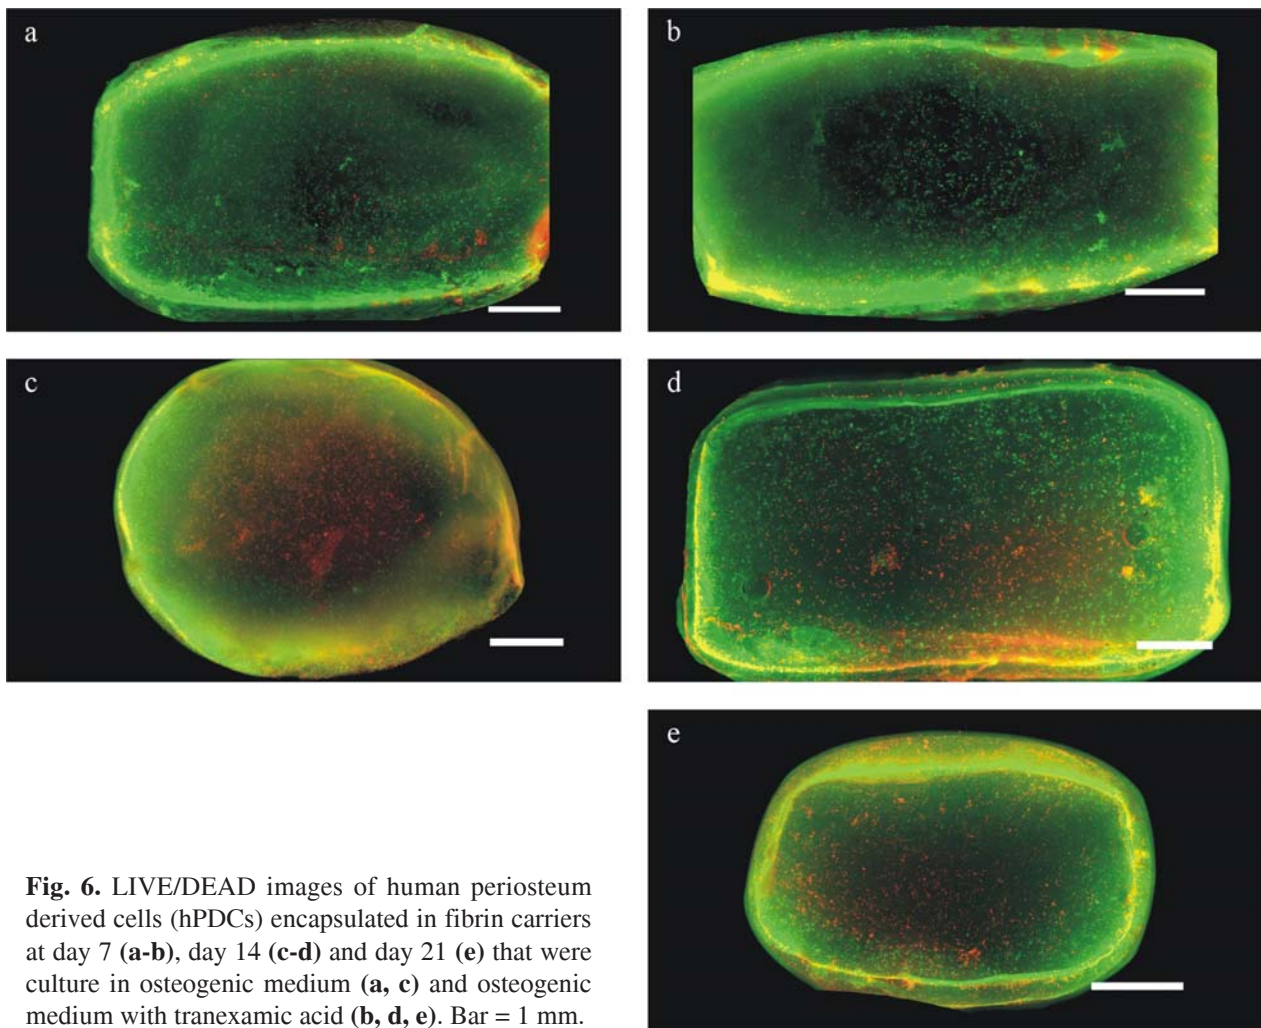 a
b
c
d
e
Fig. 6. LIVE/DEAD images of human periosteum
derived cells (hPDCs) encapsulated in fibrin carriers
at day 7 (a-b), day 14 (c-d) and day 21 (e) that were
culture in osteogenic medium (a, c) and osteogenic
medium with tranexamic acid (b, d, e). Bar = 1 mm.